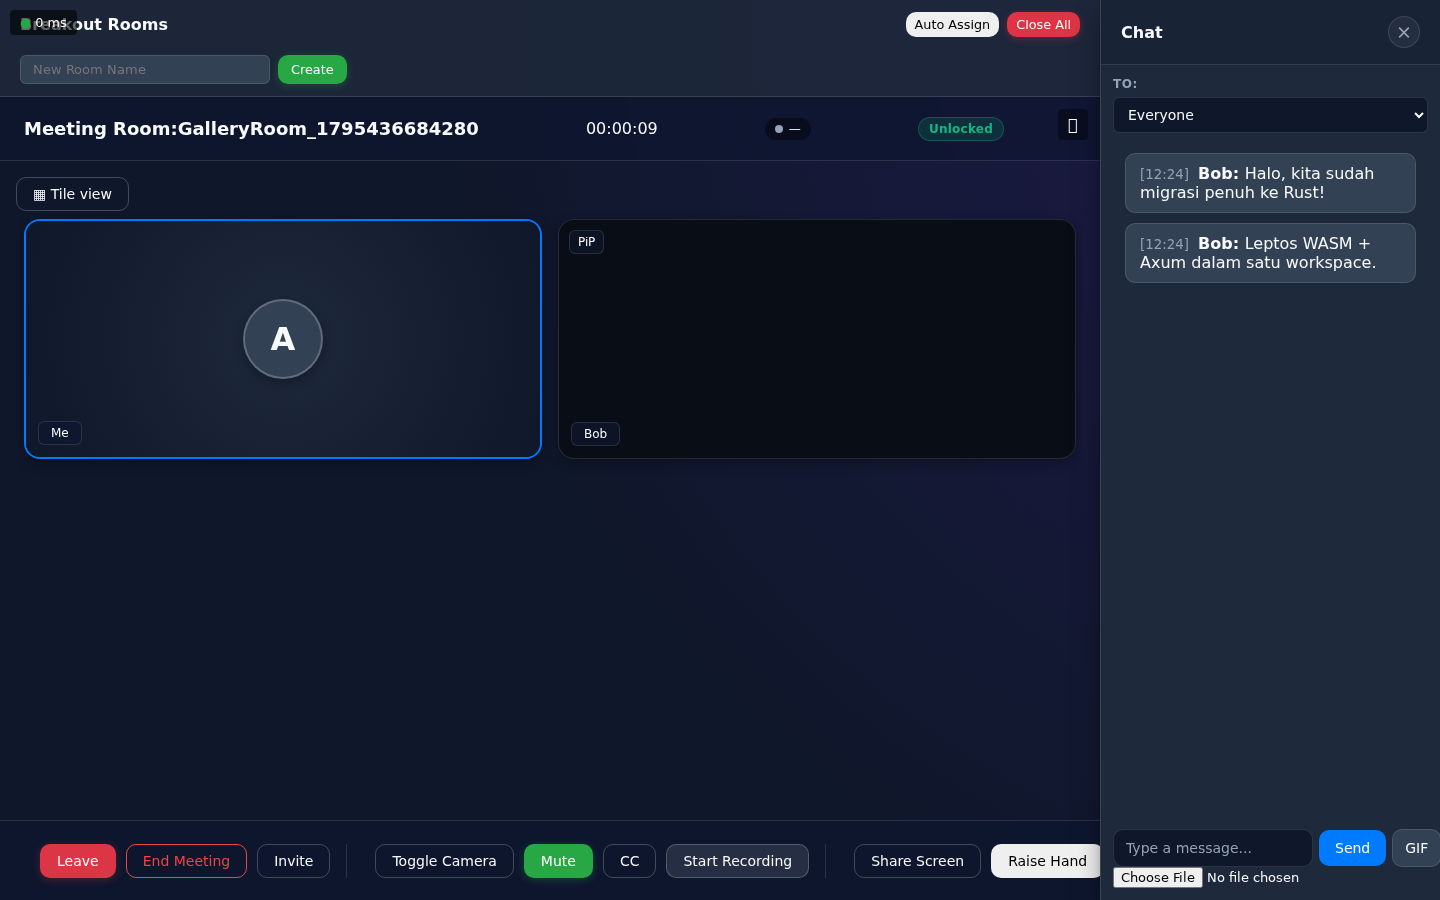 0 ms
out Rooms
Auto Assign
Close All
New Room Name
Create
Meeting Room:GalleryRoom_1795436684280
00:00:09
—
Unlocked
▦ Tile view
A
Me
PiP
Bob
Leave
End Meeting
Invite
Toggle Camera
Mute
CC
Start Recording
Share Screen
Raise Hand
Chat
×
TO:
Everyone
[12:24] Bob: Halo, kita sudah
migrasi penuh ke Rust!
[12:24] Bob: Leptos WASM +
Axum dalam satu workspace.
Type a message...
Send
GIF
Choose File No file chosen